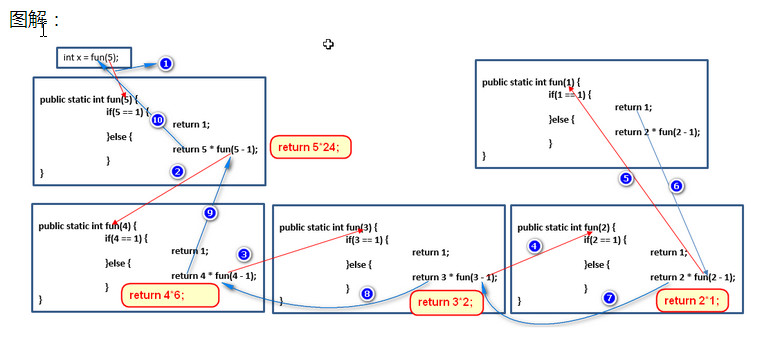 图解：
int x = fun(5);
1
public static int fun(5) {
if(5 == 1) {
return 1;
}else {
return 5 * fun(5 - 1);
}
}
10
return 5*24;
2
public static int fun(1) {
if(1 == 1) {
return 1;
}else {
return 2 * fun(2 - 1);
}
}
5
6
9
public static int fun(4) {
if(4 == 1) {
return 1;
}else {
return 4 * fun(4 - 1);
}
}
return 4*6;
3
public static int fun(3) {
if(3 == 1) {
return 1;
}else {
return 3 * fun(3 - 1);
}
}
return 3*2;
8
4
public static int fun(2) {
if(2 == 1) {
return 1;
}else {
return 2 * fun(2 - 1);
}
}
return 2*1;
7